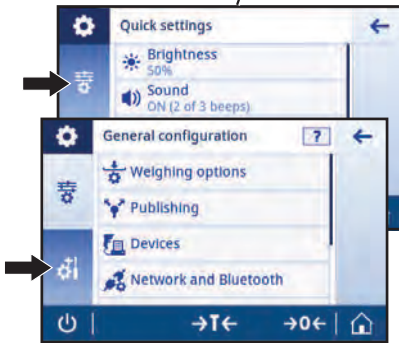 Quick settings
Brightness
50%
Sound
ON (2 of 3 beeps)
General configuration ?
Weighing options
Publishing
Devices
Network and Bluetooth
→T← →0←